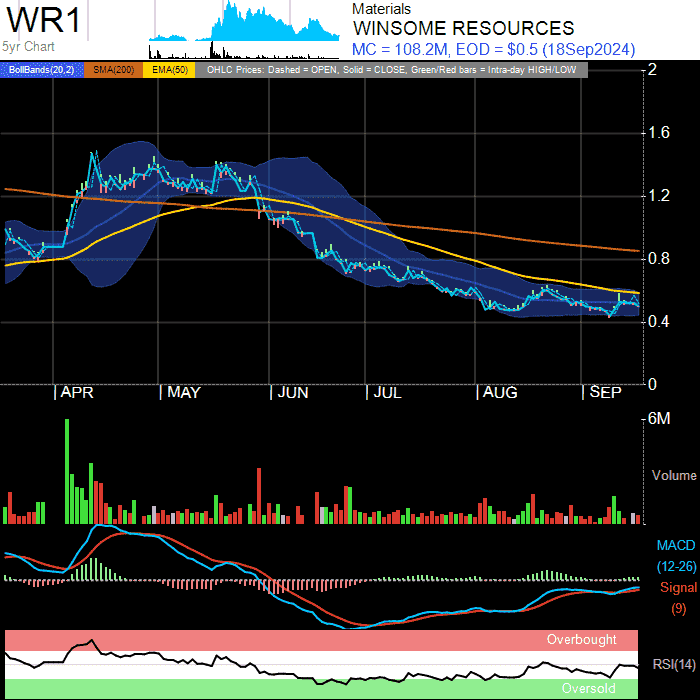 WR1
5yr Chart
Materials
WINSOME RESOURCES
MC = 108.2M, EOD = $0.5 (18Sep2024)
BollBands(20,2) SMA(200) EMA(50) OHLC Prices: Dashed = OPEN, Solid = CLOSE, Green/Red bars = Intra-day HIGH/LOW
2
1.6
1.2
0.8
0.4
0
APR MAY JUN JUL AUG SEP
6M
Volume
MACD
(12-26)
Signal
(9)
Overbought
RSI(14)
Oversold